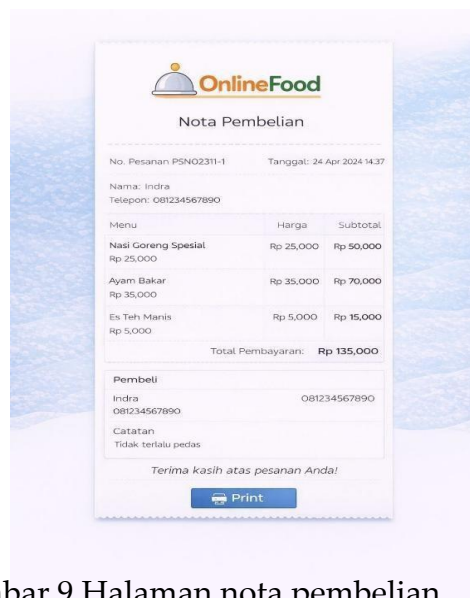 OnlineFood
Nota Pembelian
No. Pesanan PSNO2311-1 Tanggal: 24 Apr 2024 14.37
Nama: Indra
Telepon: 081234567890
Menu Harga Subtotal
Nasi Goreng Spesial Rp 25,000 Rp 50,000
Rp 25,000
Ayam Bakar Rp 35,000 Rp 70,000
Rp 35,000
Es Teh Manis Rp 5,000 Rp 15,000
Rp 5,000
Total Pembayaran: Rp 135,000
Pembeli
Indra 081234567890
081234567890
Catatan
Tidak terlalu pedas
Terima kasih atas pesanan Anda!
Print
bar 9 Halaman nota pembelian